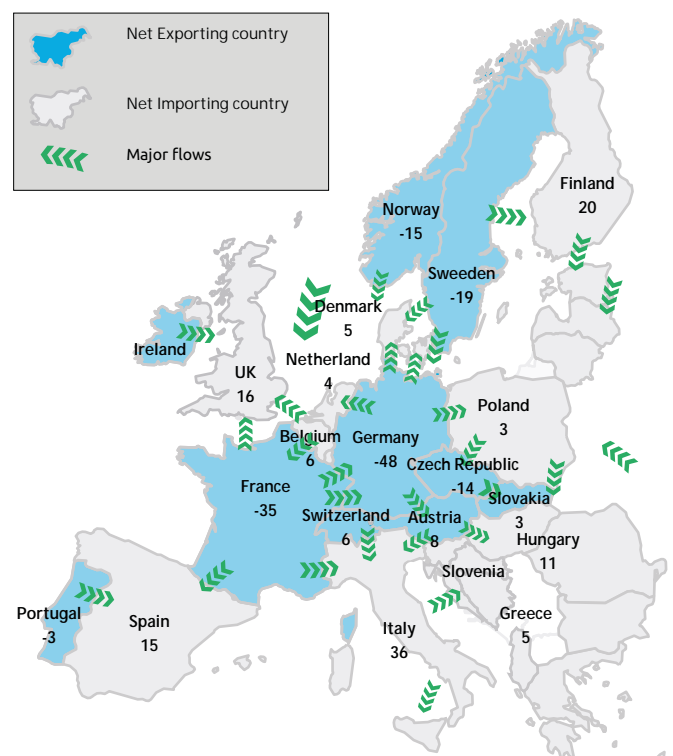 Net Exporting country
Net Importing country
Major flows
Finland
20
Norway
-15
Sweeden
-19
Denmark
5
Ireland
Netherland
4
UK
16
Poland
3
Belgium
6
Germany
-48
Czech Republic
-14
France
-35
Slovakia
3
Switzerland
6
Austria
8
Hungary
11
Slovenia
Portugal
-3
Spain
15
Greece
5
Italy
36